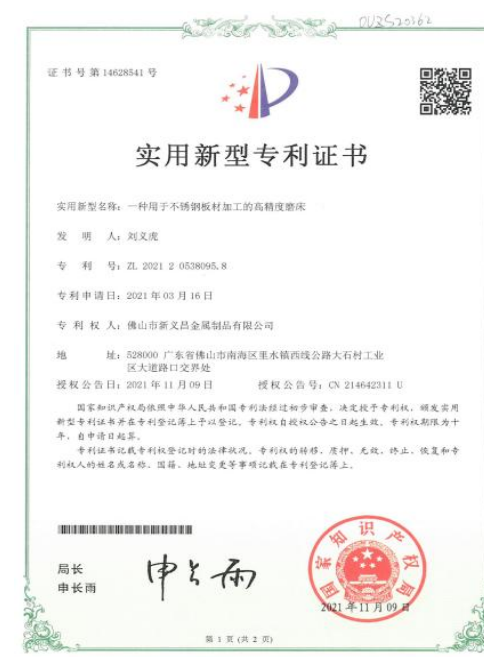 证书号第14628541号
实用新型专利证书
实用新型名称：一种用于不锈钢板材加工的高精度磨床
发 明 人：刘义虎
专 利 号：ZL 2021 2 0538095.8
专利申请日：2021年03月16日
专 利 权 人：佛山市新义昌金属制品有限公司
地 址：528000 广东省佛山市南海区里水镇西线公路大石村工业
区大道路口交界处
授权公告日：2021年11月09日 授权公告号：CN 214642311 U
国家知识产权局依照中华人民共和国专利法经过初步审查，决定授予专利权，颁发实用
新型专利证书并在专利登记簿上予以登记。专利权自授权公告之日起生效。专利权期限为十
年，自申请日起算。
专利证书记载专利权登记时的法律状况。专利权的转移、质押、无效、终止、恢复和专
利权人的姓名或名称、国籍、地址变更等事项记载在专利登记簿上。
局长
申长雨
申长雨
国家知识产权局
2021年11月09日
第 1 页 (共 2 页)